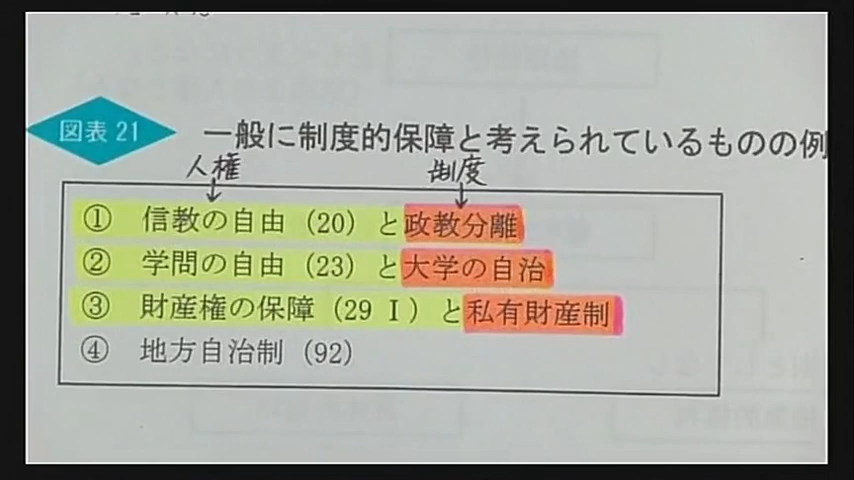 図表 21
一般に制度的保障と考えられているものの例
人権 制度
① 信教の自由（20）と政教分離
② 学問の自由（23）と大学の自治
③ 財産権の保障（29 Ⅰ）と私有財産制
④ 地方自治制（92）